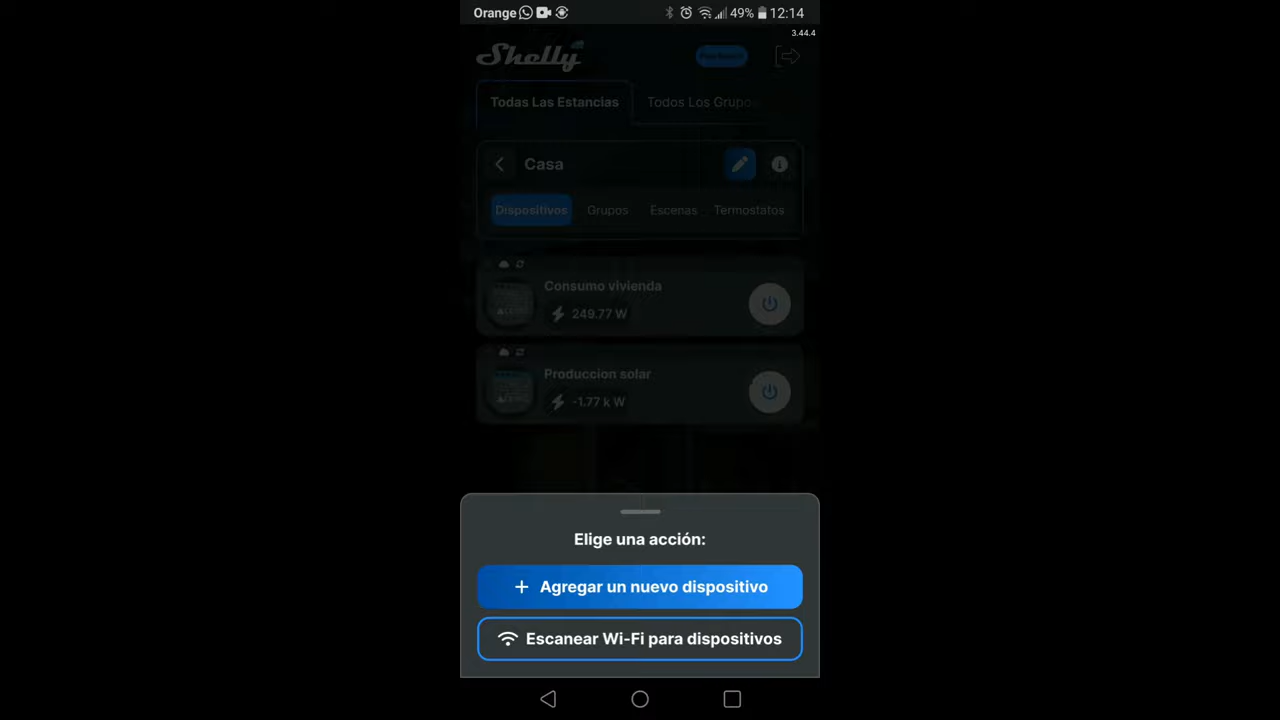 Orange 49% 12:14
3.44.4
Shelly
Todas Las Estancias Todos Los Grupo
Casa
Dispositivos Grupos Escenas Termostatos
Consumo vivienda
249.77 W
Produccion solar
-1.77 k W
Elige una acción:
+ Agregar un nuevo dispositivo
Escanear Wi-Fi para dispositivos